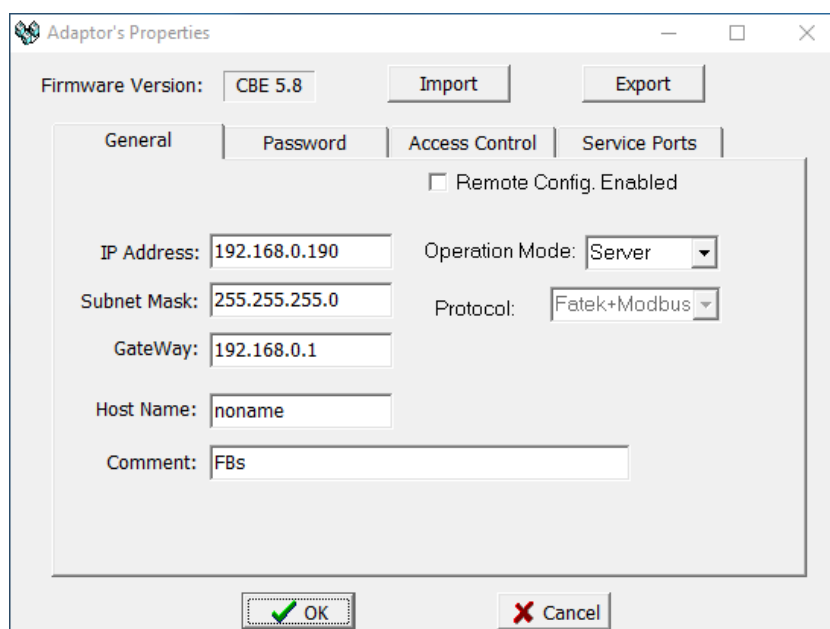 Adaptor's Properties
Firmware Version: CBE 5.8 Import Export
General Password Access Control Service Ports
Remote Config. Enabled
IP Address: 192.168.0.190 Operation Mode: Server
Subnet Mask: 255.255.255.0 Protocol: Fatek+Modbus
GateWay: 192.168.0.1
Host Name: noname
Comment: FBs
OK Cancel